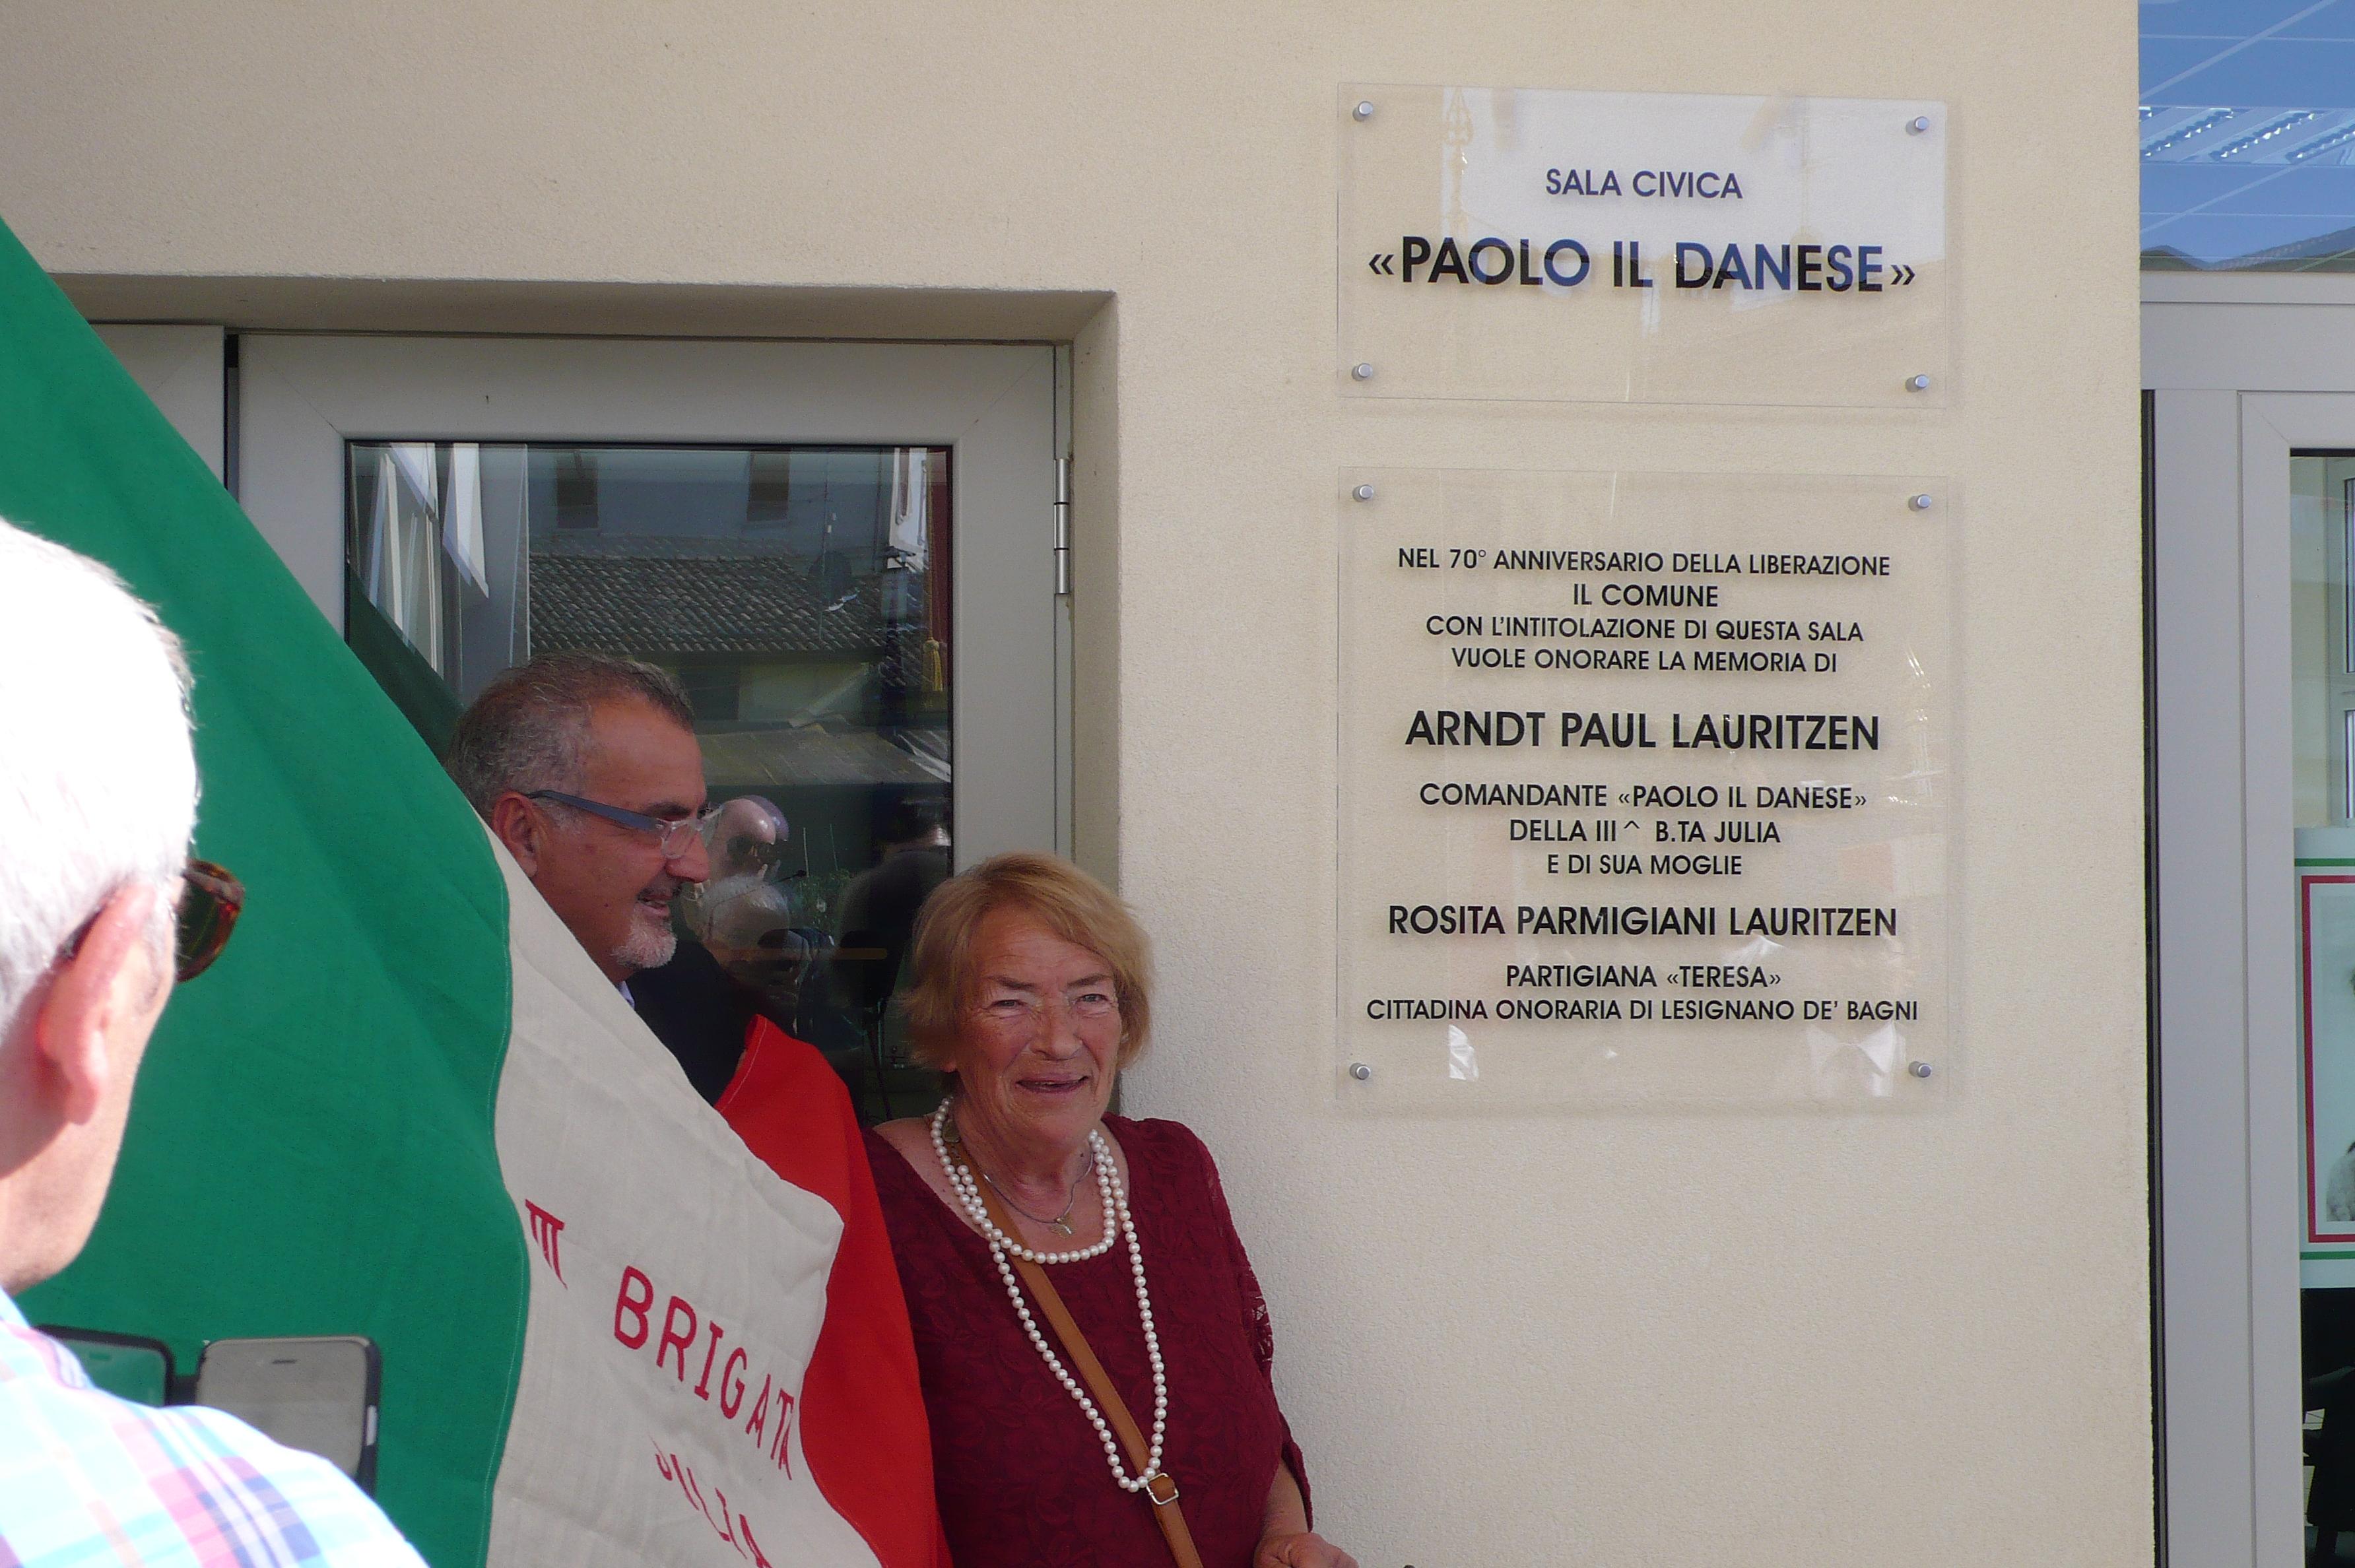 SALA CIVICA
«PAOLO IL DANESE»
NEL 70° ANNIVERSARIO DELLA LIBERAZIONE
IL COMUNE
CON L'INTITOLAZIONE DI QUESTA SALA
VUOLE ONORARE LA MEMORIA DI
ARNDT PAUL LAURITZEN
COMANDANTE «PAOLO IL DANESE»
DELLA III^ B.TA JULIA
E DI SUA MOGLIE
ROSITA PARMIGIANI LAURITZEN
PARTIGIANA «TERESA»
CITTADINA ONORARIA DI LESIGNANO DE' BAGNI
III BRIGATA
JULIA